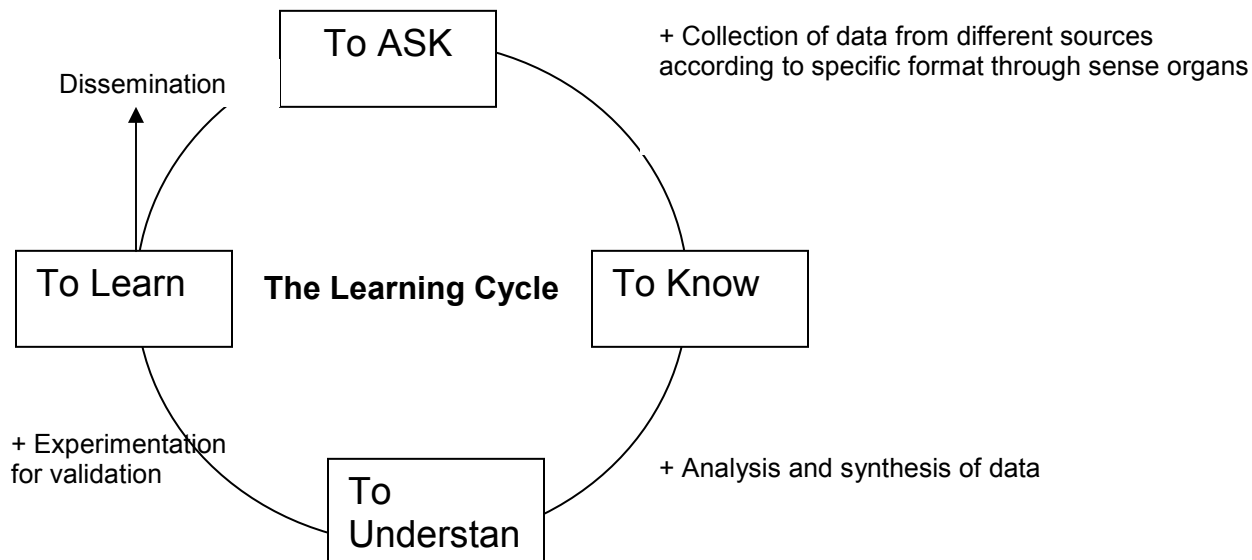 To ASK
+ Collection of data from different sources
according to specific format through sense organs
Dissemination
To Learn
The Learning Cycle
To Know
+ Experimentation
for validation
+ Analysis and synthesis of data
To
Understan